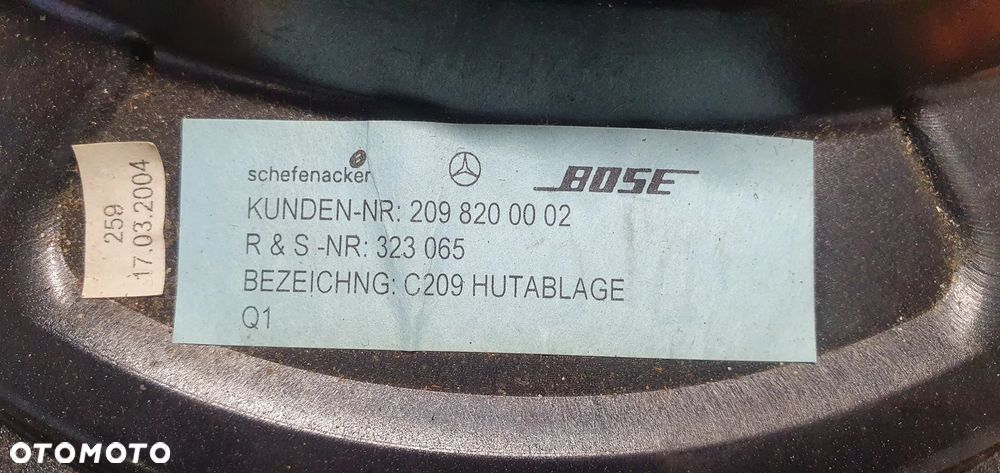 259
17.03.2004
schefenacker
BOSE
KUNDEN-NR: 209 820 00 02
R & S -NR: 323 065
BEZEICHNG: C209 HUTABLAGE
Q1
OTOMOTO